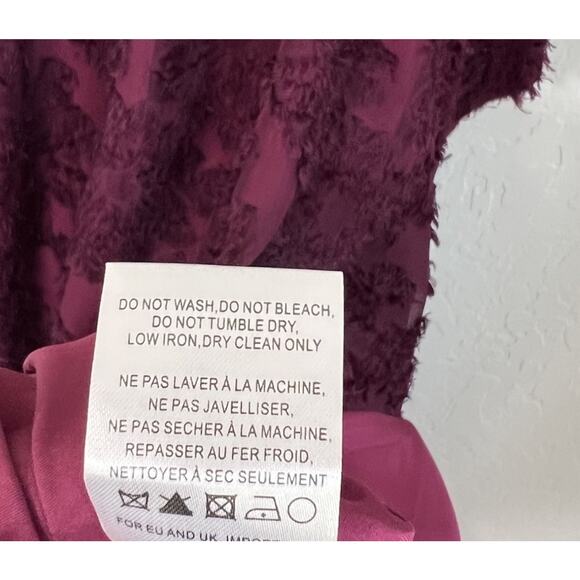 DO NOT WASH,DO NOT BLEACH,
DO NOT TUMBLE DRY,
LOW IRON,DRY CLEAN ONLY
NE PAS LAVER À LA MACHINE,
NE PAS JAVELLISER,
NE PAS SECHER À LA MACHINE,
REPASSER AU FER FROID,
NETTOYER À SEC SEULEMENT
FOR EU AND UK,